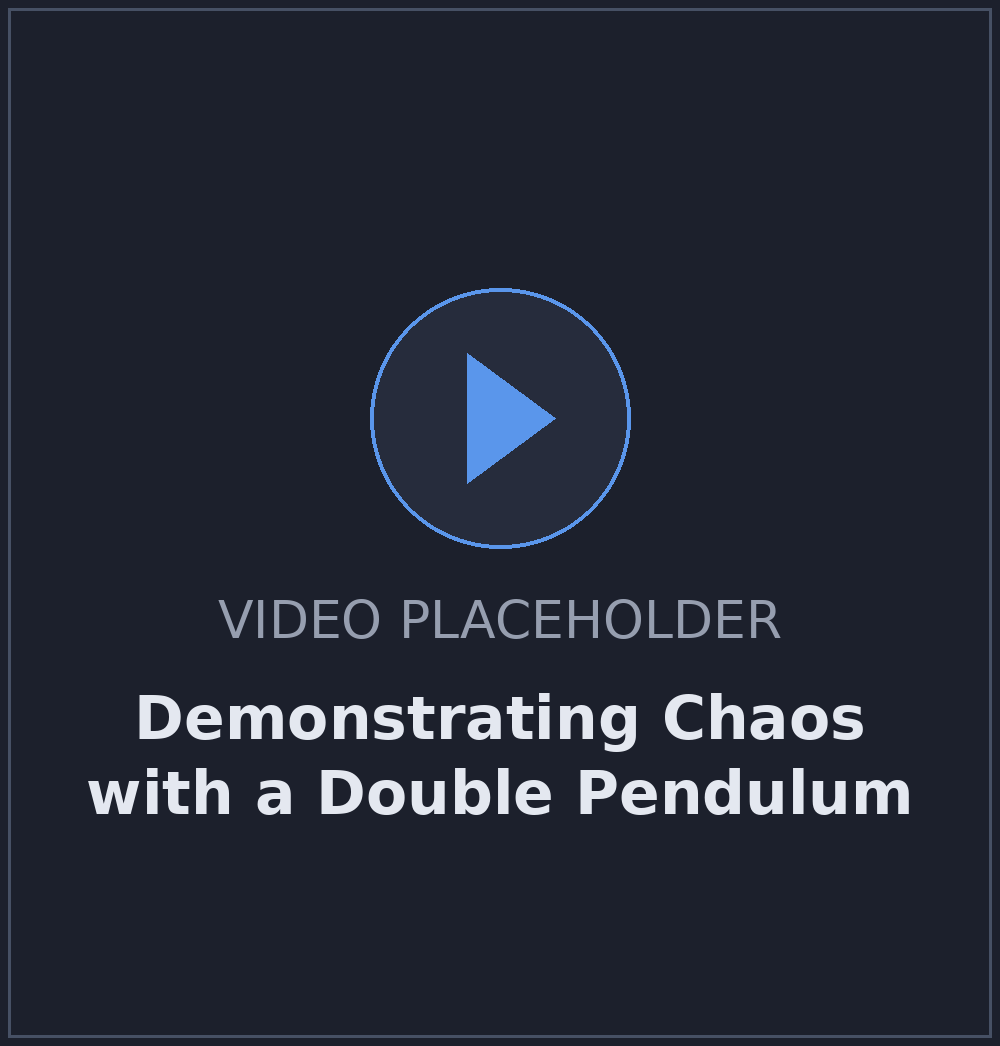 VIDEO PLACEHOLDER
Demonstrating Chaos
with a Double Pendulum